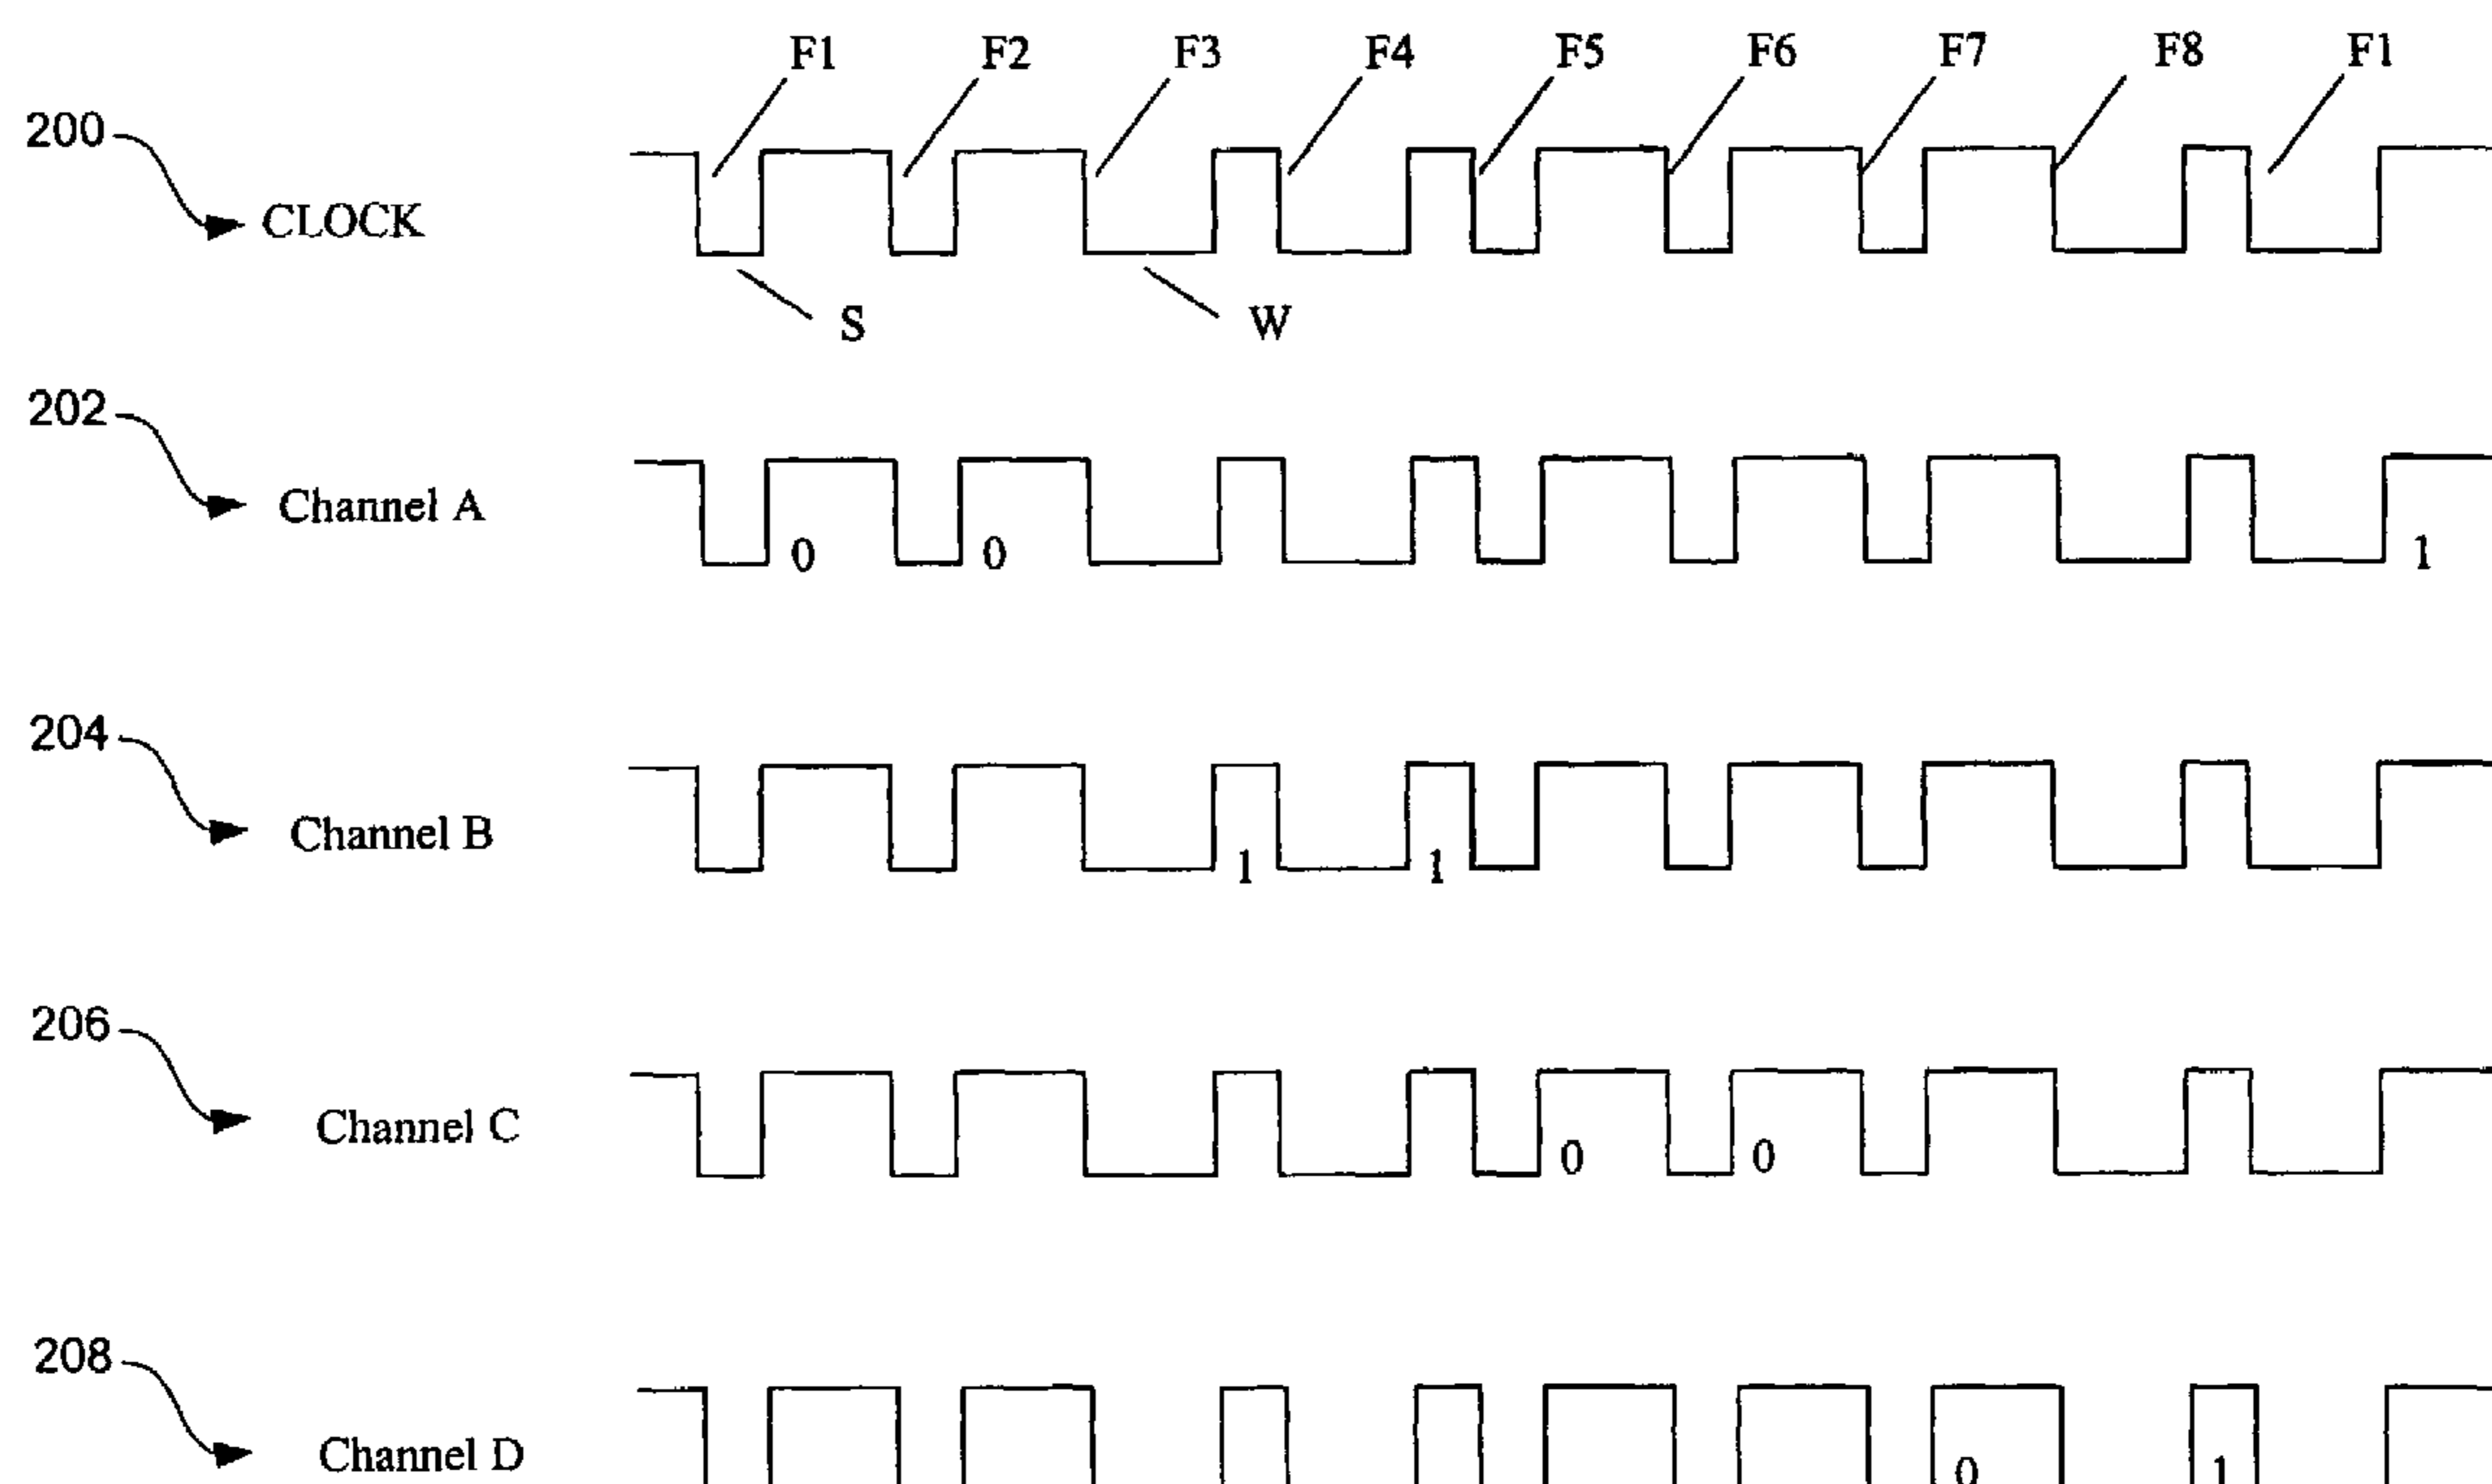 F1 F2 F3 F4 F5 F6 F7 F8 F1
200
CLOCK
S W
202
Channel A
0 0 1
204
Channel B
1 1
206
Channel C
0 0
208
Channel D
0 1